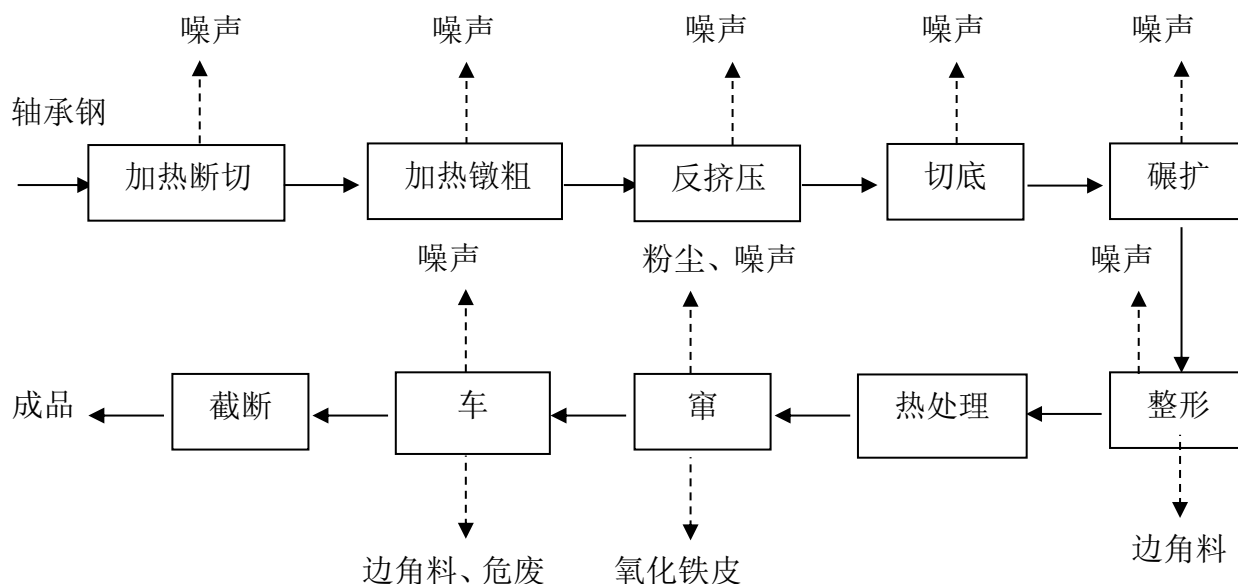 噪声 噪声 噪声 噪声 噪声
轴承钢
加热断切 加热镦粗 反挤压 切底 碾扩
噪声 粉尘、噪声 噪声
成品 截断 车 窜 热处理 整形
边角料、危废 氧化铁皮 边角料